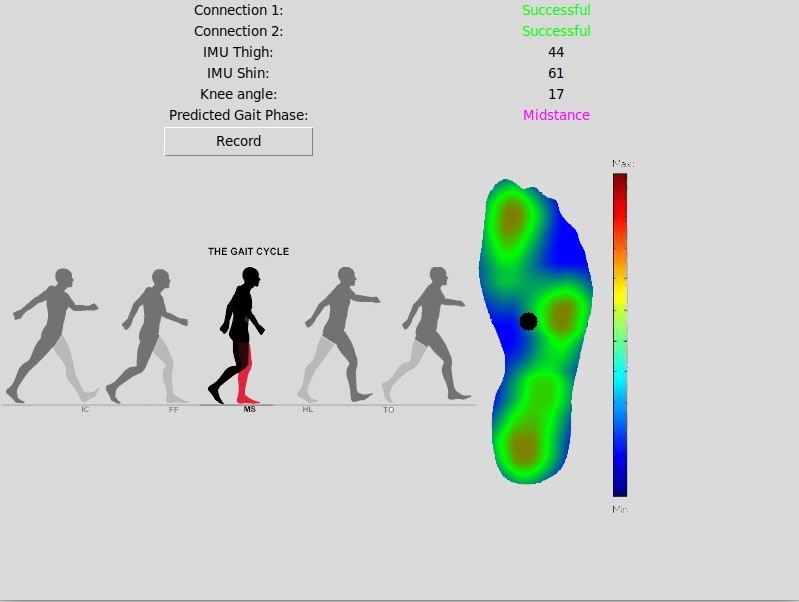 Connection 1: Successful
Connection 2: Successful
IMU Thigh: 44
IMU Shin: 61
Knee angle: 17
Predicted Gait Phase: Midstance
Record
Max:
THE GAIT CYCLE
IC FF MS HL TO
Min